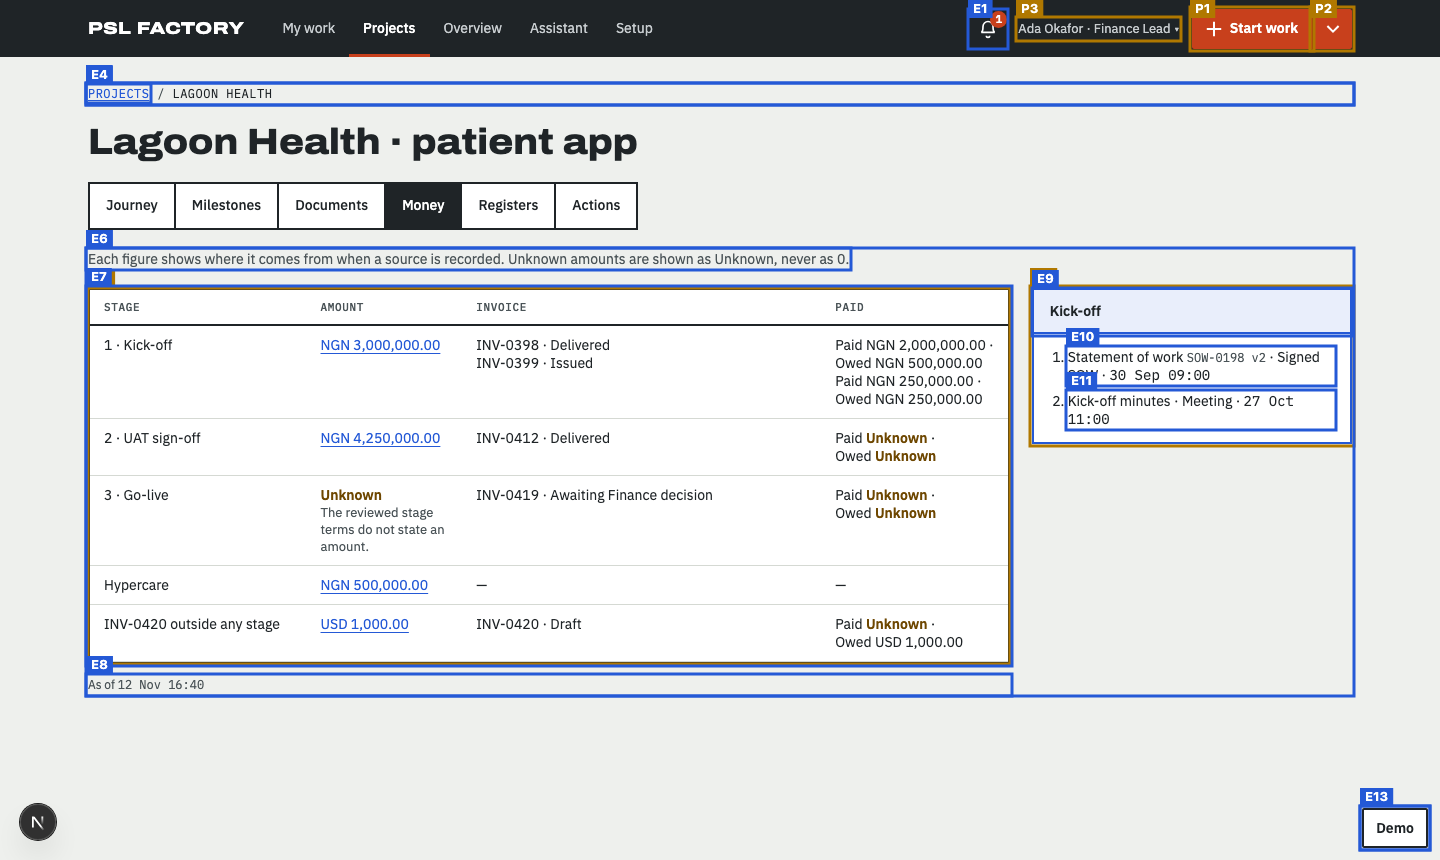 PSL FACTORY
My work
Projects
Overview
Assistant
Setup
E1
1
P3
Ada Okafor · Finance Lead ▾
P1
+ Start work
P2
E4
PROJECTS / LAGOON HEALTH
Lagoon Health · patient app
Journey
Milestones
Documents
Money
Registers
Actions
E6
Each figure shows where it comes from when a source is recorded. Unknown amounts are shown as Unknown, never as 0.
E7
STAGE AMOUNT INVOICE PAID
1 · Kick-off NGN 3,000,000.00 INV-0398 · Delivered Paid NGN 2,000,000.00 ·
INV-0399 · Issued Owed NGN 500,000.00
Paid NGN 250,000.00 ·
Owed NGN 250,000.00
2 · UAT sign-off NGN 4,250,000.00 INV-0412 · Delivered Paid Unknown ·
Owed Unknown
3 · Go-live Unknown INV-0419 · Awaiting Finance decision Paid Unknown ·
The reviewed stage Owed Unknown
terms do not state an
amount.
Hypercare NGN 500,000.00 — —
INV-0420 outside any stage USD 1,000.00 INV-0420 · Draft Paid Unknown ·
Owed USD 1,000.00
E8
As of 12 Nov 16:40
E9
Kick-off
E10
1. Statement of work SOW-0198 v2 · Signed
· 30 Sep 09:00
E11
2. Kick-off minutes · Meeting · 27 Oct
11:00
N
E13
Demo